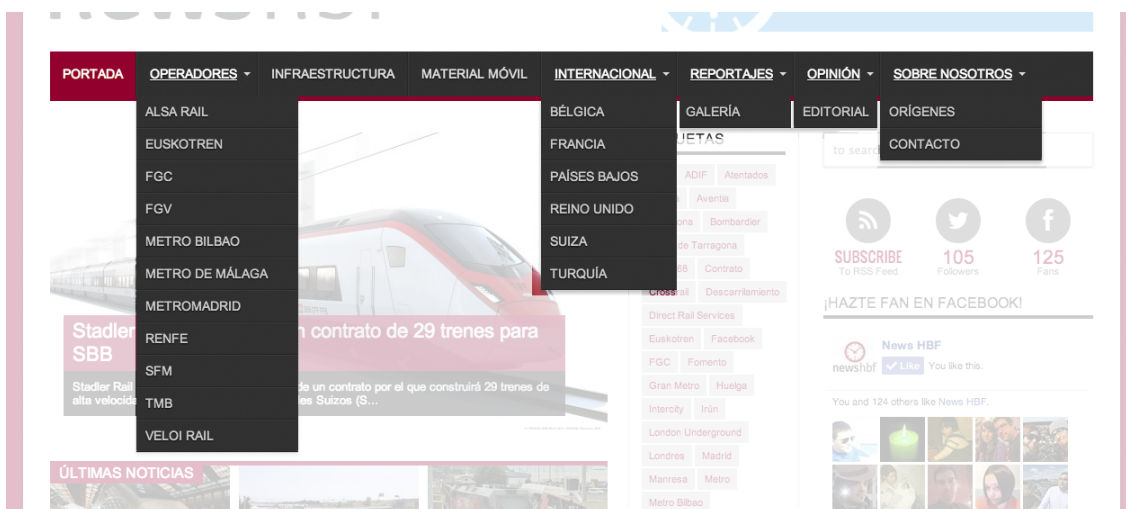 PORTADA OPERADORES INFRAESTRUCTURA MATERIAL MÓVIL INTERNACIONAL REPORTAJES OPINIÓN SOBRE NOSOTROS
ALSA RAIL
EUSKOTREN
FGC
FGV
METRO BILBAO
METRO DE MÁLAGA
METROMADRID
RENFE
SFM
TMB
VELOI RAIL
BÉLGICA
FRANCIA
PAÍSES BAJOS
REINO UNIDO
SUIZA
TURQUÍA
GALERÍA
EDITORIAL
ORÍGENES
CONTACTO
Stadler contrato de 29 trenes para
SBB
Stadler Rail de un contrato por el que construirá 29 trenes de
alta Suizos (S...
ÚLTIMAS NOTICIAS
ADIF Atentados
Aventia
Bombardier
de Tarragona
Contrato
Crossrail Descarrilamiento
Direct Rail Services
Euskotren Facebook
FGC Fomento
Gran Metro Huelga
Intercity Irún
London Underground
Londres Madrid
Manresa Metro
Metro Bilbao
to search
SUBSCRIBE 105 125
To RSS Feed Followers Fans
¡HAZTE FAN EN FACEBOOK!
newshbf
News HBF
Like You like this.
You and 124 others like News HBF.